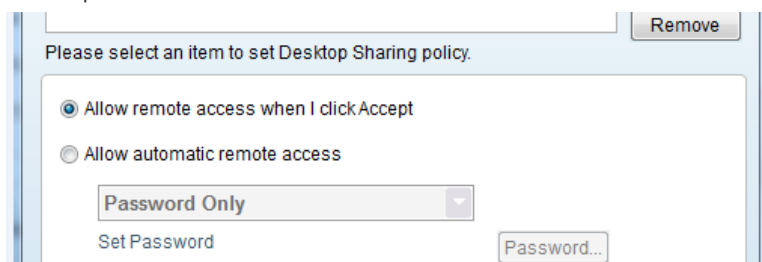 Remove
Please select an item to set Desktop Sharing policy.
Allow remote access when I click Accept
Allow automatic remote access
Password Only
Set Password
Password...